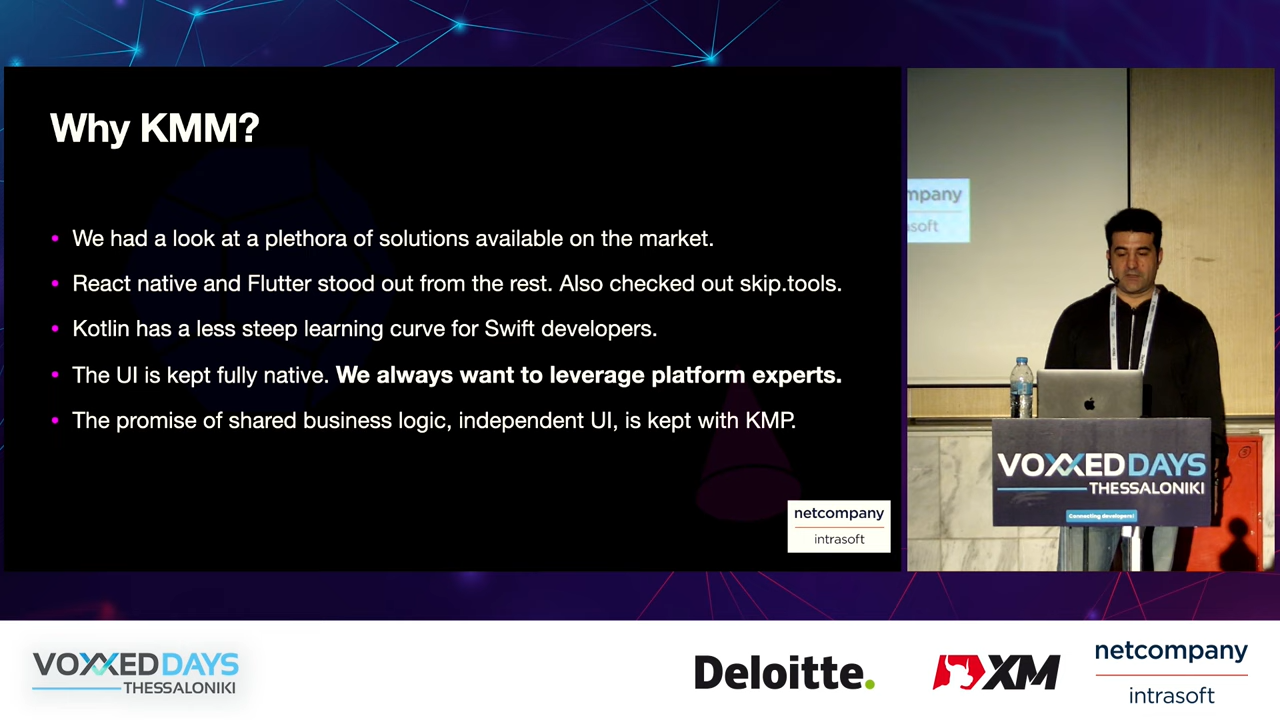 Why KMM?
• We had a look at a plethora of solutions available on the market.
• React native and Flutter stood out from the rest. Also checked out skip.tools.
• Kotlin has a less steep learning curve for Swift developers.
• The UI is kept fully native. We always want to leverage platform experts.
• The promise of shared business logic, independent UI, is kept with KMP.
netcompany
intrasoft
mpany
soft
VOXXED DAYS
THESSALONIKI
Connecting developers!
VOXXED DAYS
THESSALONIKI
Deloitte.
XM
netcompany
intrasoft